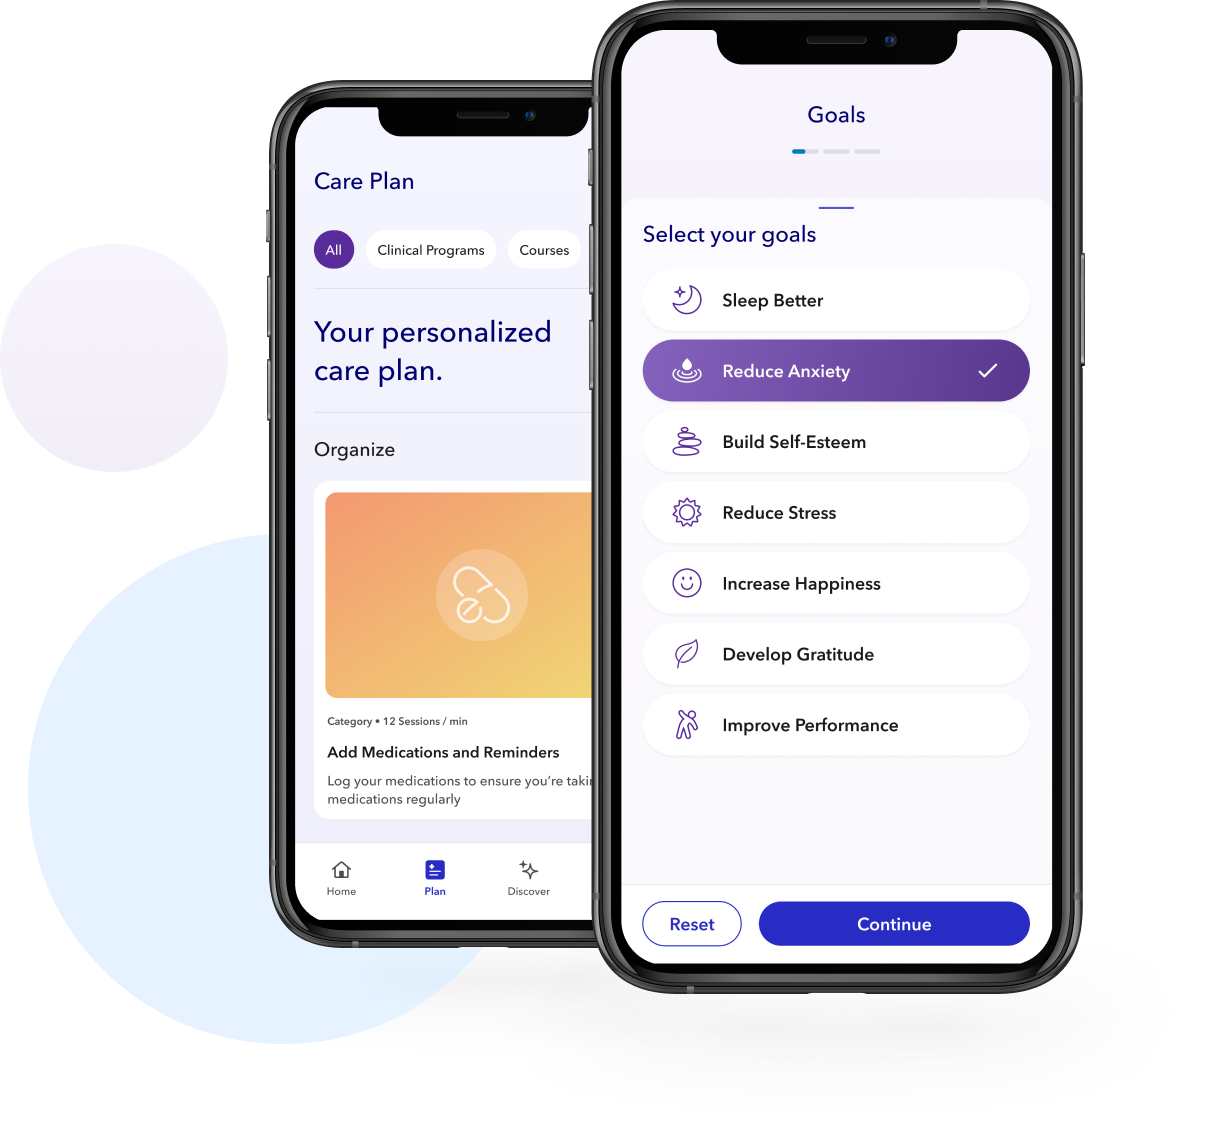 Care Plan
All
Clinical Programs
Courses
Your personalized
care plan.
Organize
Category • 12 Sessions / min
Add Medications and Reminders
Log your medications to ensure you’re
medications regularly
Home
Plan
Discover
Goals
Select your goals
Sleep Better
Reduce Anxiety
Build Self-Esteem
Reduce Stress
Increase Happiness
Develop Gratitude
Improve Performance
Reset
Continue